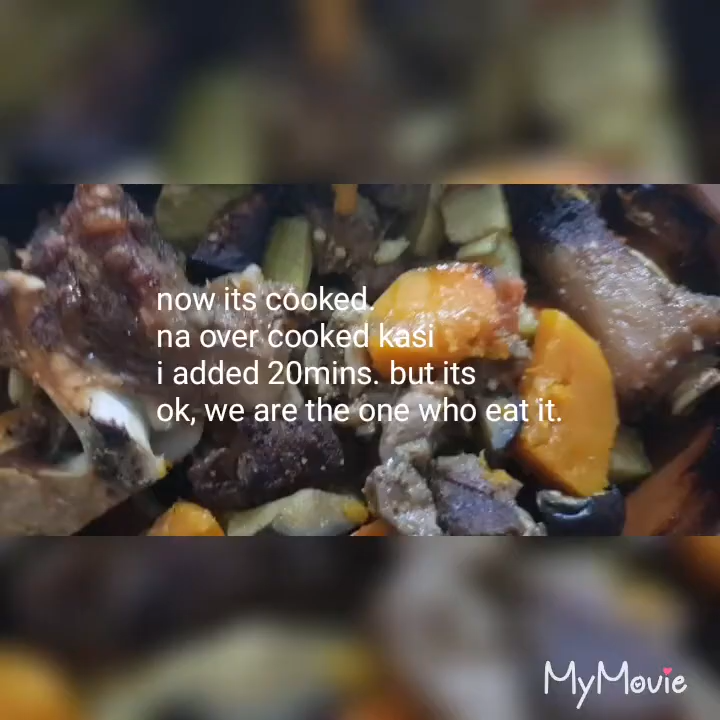 now its cooked.
na over cooked kasi
i added 20mins. but its
ok, we are the one who eat it.
MyMovie